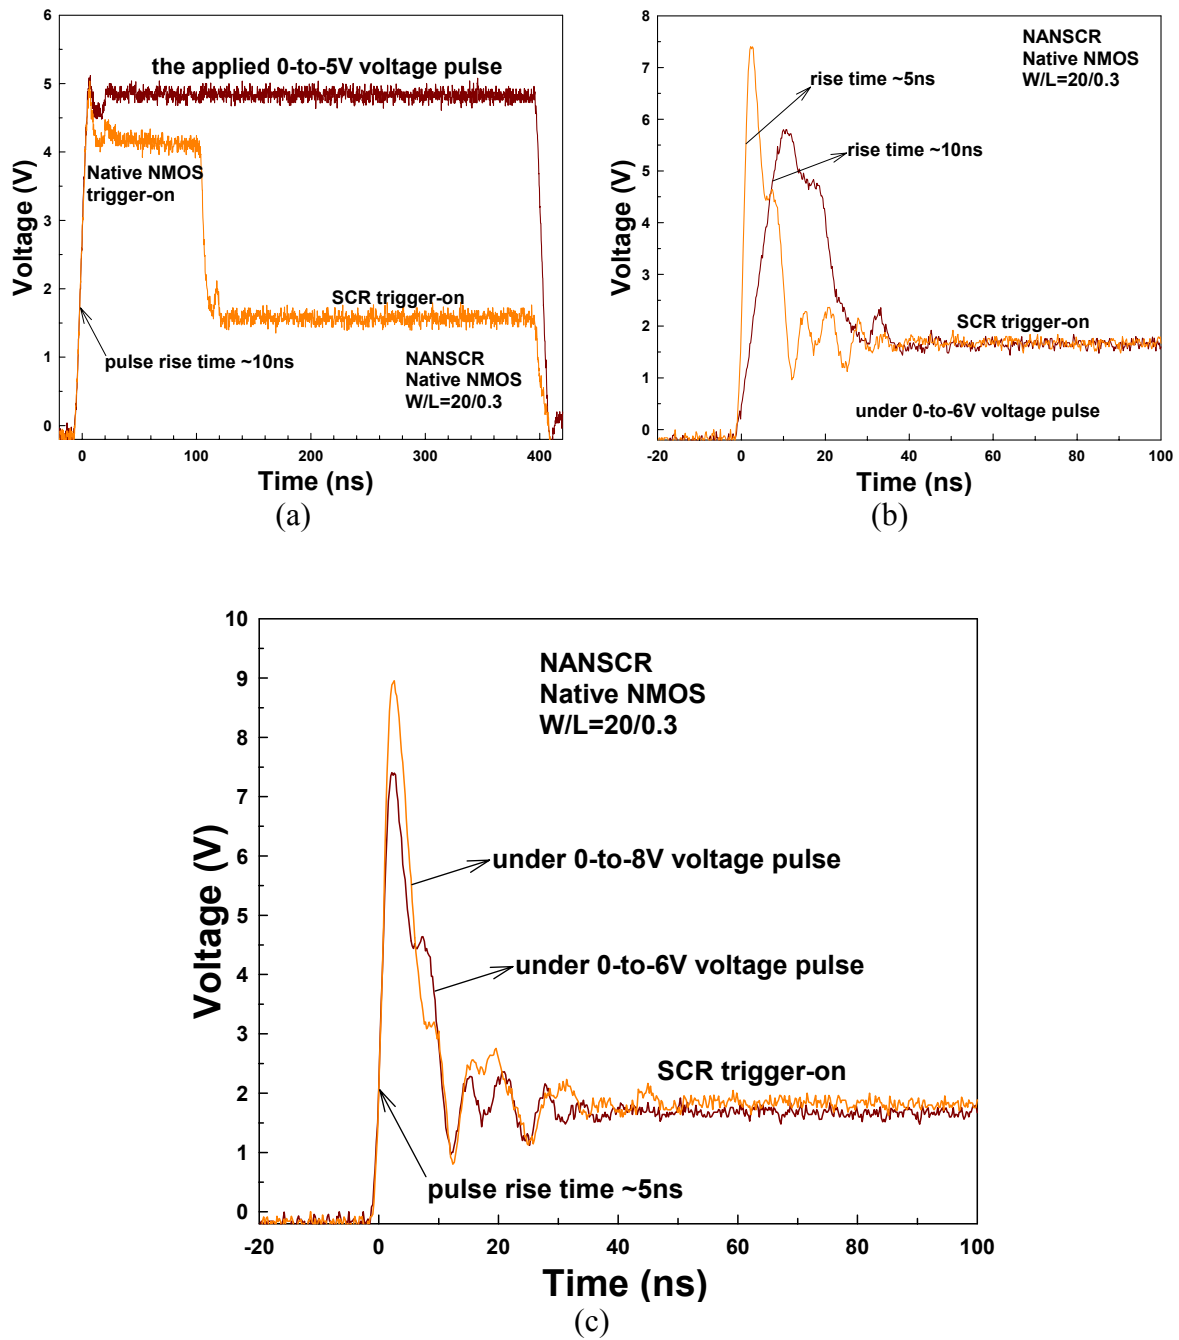 6
5
4
3
2
1
0
Voltage (V)
the applied 0-to-5V voltage pulse
Native NMOS
trigger-on
SCR trigger-on
pulse rise time ~10ns
NANSCR
Native NMOS
W/L=20/0.3
0 100 200 300 400
Time (ns)
(a)
8
7
6
5
4
3
2
1
0
Voltage (V)
NANSCR
Native NMOS
W/L=20/0.3
rise time ~5ns
rise time ~10ns
SCR trigger-on
under 0-to-6V voltage pulse
-20 0 20 40 60 80 100
Time (ns)
(b)
10
9
8
7
6
5
4
3
2
1
0
Voltage (V)
NANSCR
Native NMOS
W/L=20/0.3
under 0-to-8V voltage pulse
under 0-to-6V voltage pulse
SCR trigger-on
pulse rise time ~5ns
-20 0 20 40 60 80 100
Time (ns)
(c)